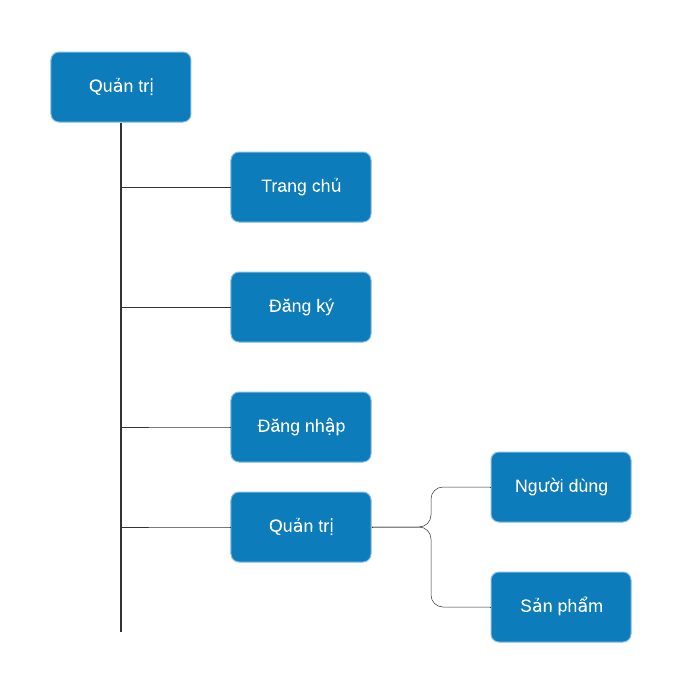 Quản trị
Trang chủ
Đăng ký
Đăng nhập
Quản trị
Người dùng
Sản phẩm